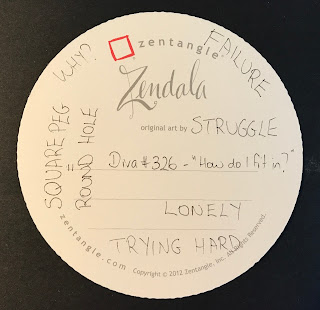 zentangle®
FAILURE
WHY?
Zendala
original art by STRUGGLE
SQUARE PEG
=
ROUND HOLE
Diva #326 - "How do I fit in?"
LONELY
TRYING HARD
zentangle.com Copyright © 2012 Zentangle, Inc. All Rights Reserved.